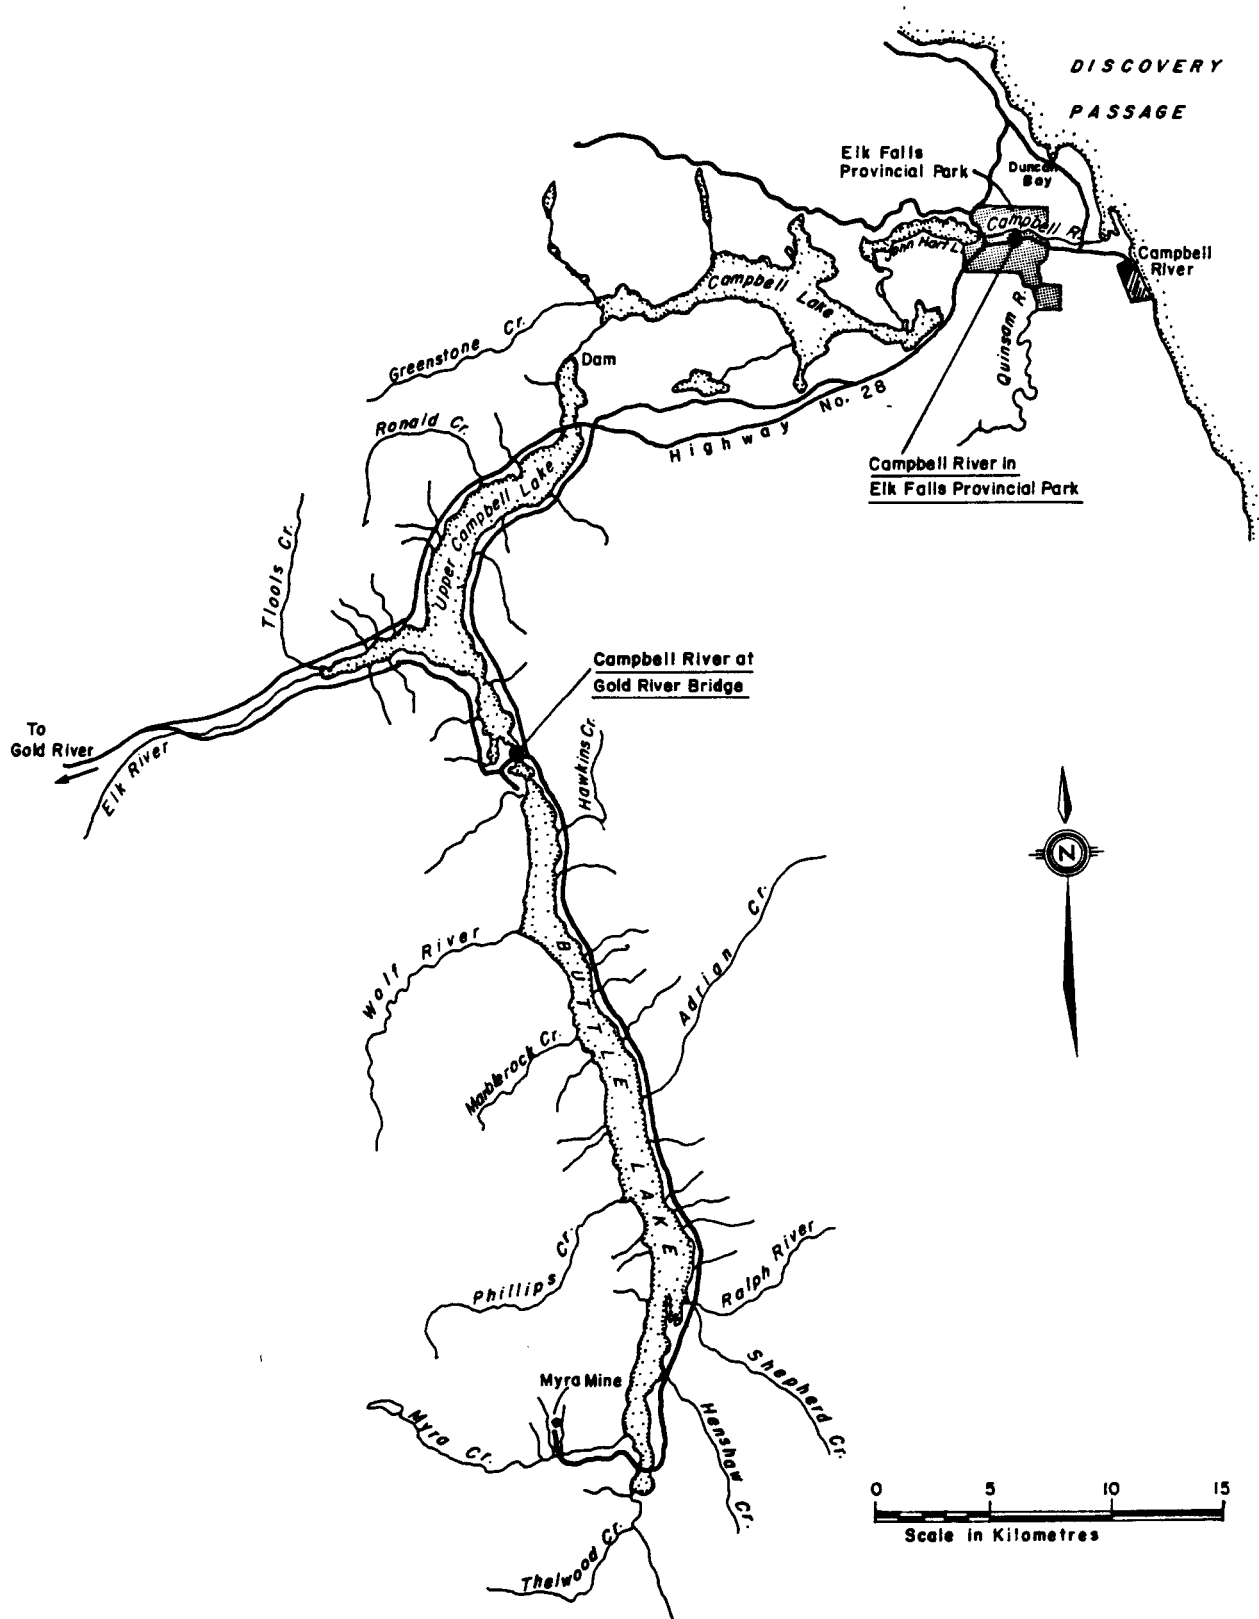 DISCOVERY
PASSAGE
Elk Falls
Provincial Park
Duncan
Bay
Campbell R.
John Hart L.
Campbell
River
Campbell Lake
Quinsam R.
Greenstone Cr.
Dam
Ronald Cr.
Highway No. 28
Campbell River in
Elk Falls Provincial Park
Upper Campbell Lake
Tlools Cr.
Campbell River at
Gold River Bridge
To
Gold River
Elk River
Hawkins Cr.
N
Wolf River
Adrian Cr.
BUTTLE LAKE
Marblerock Cr.
Phillips Cr.
Ralph River
Shepherd Cr.
Myra Mine
Myra Cr.
Henshaw Cr.
Thelwood Cr.
0 5 10 15
Scale in Kilometres